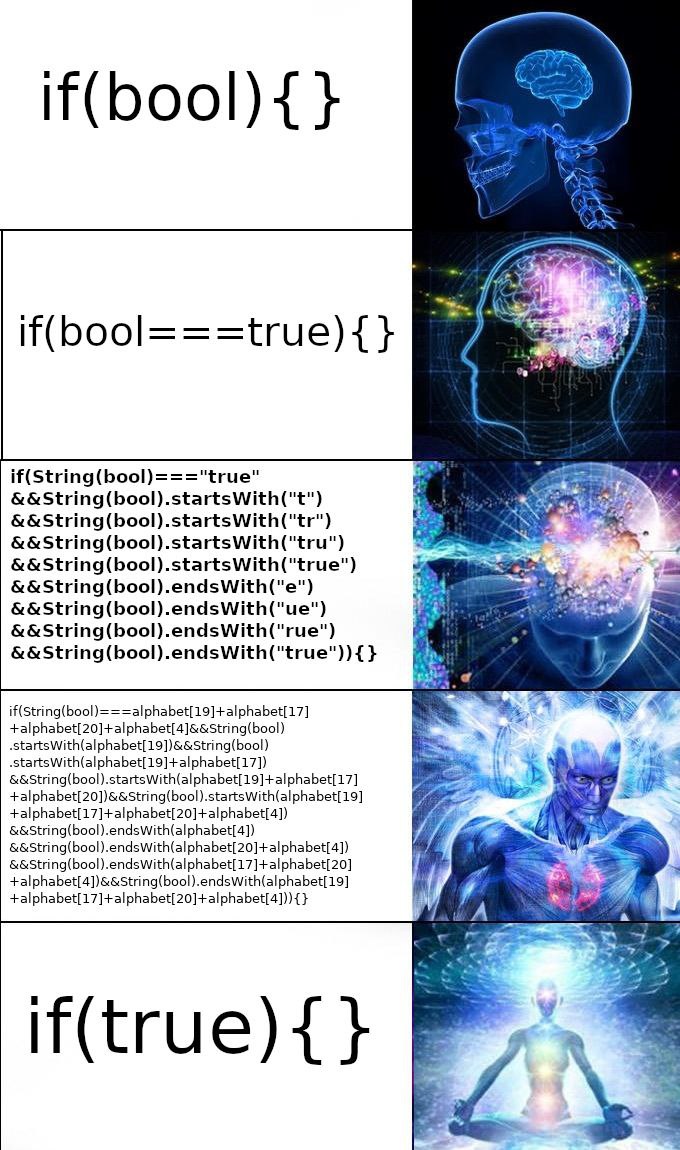 if(bool){}
if(bool===true){}
if(String(bool)==="true"
&&String(bool).startsWith("t")
&&String(bool).startsWith("tr")
&&String(bool).startsWith("tru")
&&String(bool).startsWith("true")
&&String(bool).endsWith("e")
&&String(bool).endsWith("ue")
&&String(bool).endsWith("rue")
&&String(bool).endsWith("true")){}
if(String(bool)===alphabet[19]+alphabet[17]
+alphabet[20]+alphabet[4]&&String(bool)
.startsWith(alphabet[19])&&String(bool)
.startsWith(alphabet[19]+alphabet[17])
&&String(bool).startsWith(alphabet[19]+alphabet[17]
+alphabet[20])&&String(bool).startsWith(alphabet[19]
+alphabet[17]+alphabet[20]+alphabet[4])
&&String(bool).endsWith(alphabet[4])
&&String(bool).endsWith(alphabet[20]+alphabet[4])
&&String(bool).endsWith(alphabet[17]+alphabet[20]
+alphabet[4])&&String(bool).endsWith(alphabet[19]
+alphabet[17]+alphabet[20]+alphabet[4])){}
if(true){}